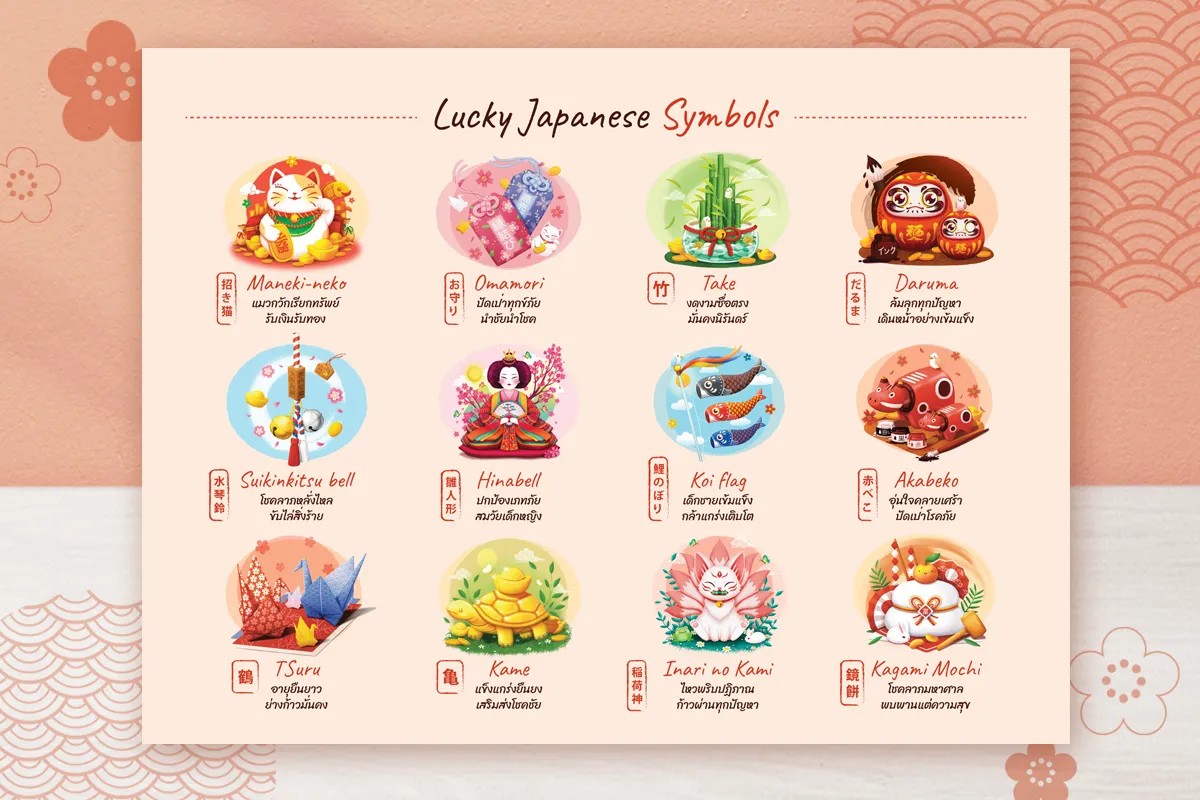 Lucky Japanese Symbols
招き猫
Maneki-neko
แมวกวักเรียกทรัพย์
รับเงินรับทอง
お守り
Omamori
ปัดเป่าทุกข์ภัย
นำชัยนำโชค
竹
Take
งดงามซื่อตรง
มั่นคงนิรันดร์
インク
だるま
Daruma
ล้มลุกทุกปัญหา
เดินหน้าอย่างเข้มแข็ง
水琴鈴
Suikinkitsu bell
โชคลาภหลั่งไหล
ขับไล่สิ่งร้าย
雛人形
Hinabell
ปกป้องเภทภัย
สมวัยเด็กหญิง
鯉のぼり
Koi flag
เด็กชายเข้มแข็ง
กล้าแกร่งเติบโต
赤べこ
Akabeko
อุ่นใจคลายเศร้า
ปัดเป่าโรคภัย
鶴
TSuru
อายุยืนยาว
ย่างก้าวมั่นคง
亀
Kame
แข็งแกร่งยืนยง
เสริมส่งโชคชัย
稲荷神
Inari no Kami
ไหวพริบปฏิภาณ
ก้าวผ่านทุกปัญหา
鏡餅
Kagami Mochi
โชคลาภมหาศาล
พบพานแต่ความสุข